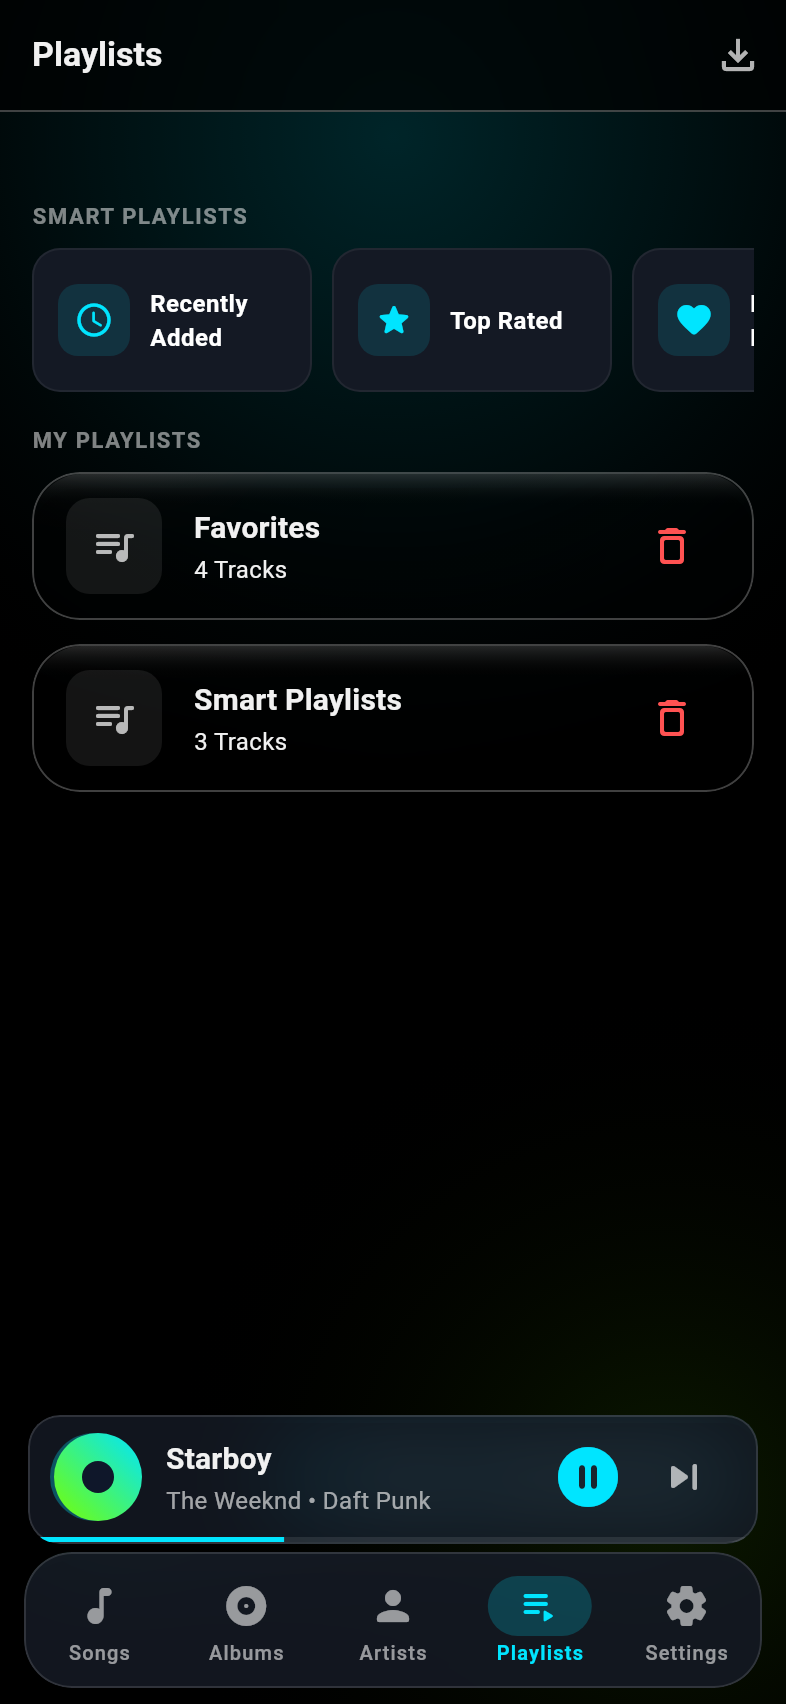 Playlists
SMART PLAYLISTS
Recently
Added
Top Rated
MY PLAYLISTS
Favorites
4 Tracks
Smart Playlists
3 Tracks
Starboy
The Weeknd • Daft Punk
Songs
Albums
Artists
Playlists
Settings